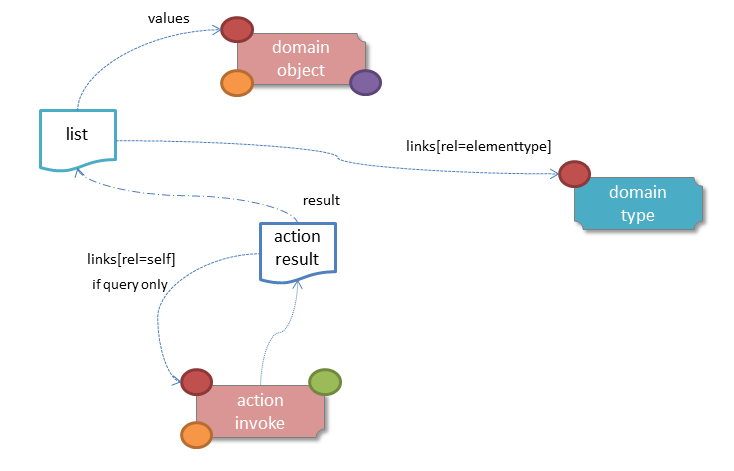 values
domain
object
list
links[rel=elementtype]
domain
type
result
action
result
links[rel=self]
if query only
action
invoke